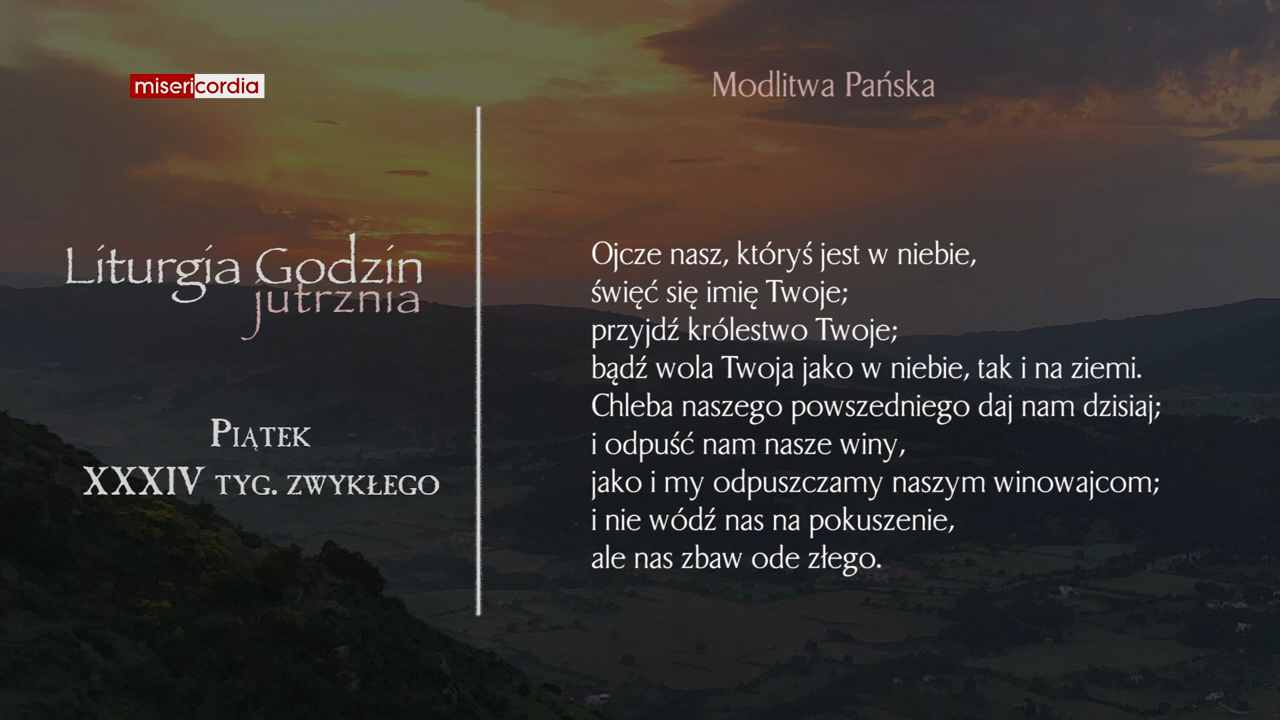 misericordia
Liturgia Godzin
jutrznia
Piątek
XXXIV tyg. zwykłego
Modlitwa Pańska
Ojcze nasz, któryś jest w niebie,
święć się imię Twoje;
przyjdź królestwo Twoje;
bądź wola Twoja jako w niebie, tak i na ziemi.
Chleba naszego powszedniego daj nam dzisiaj;
i odpuść nam nasze winy,
jako i my odpuszczamy naszym winowajcom;
i nie wódź nas na pokuszenie,
ale nas zbaw ode złego.